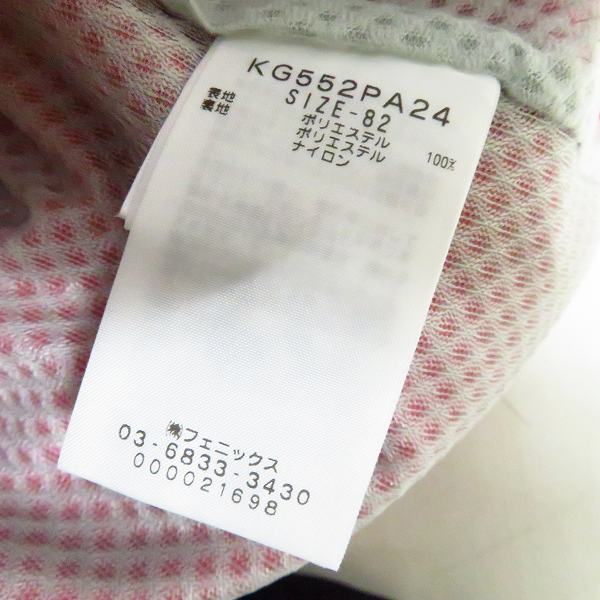 KG552PA24
SIZE-82
表地 ポリエステル 100%
裏地 ポリエステル
ナイロン
㈱フェニックス
03-6833-3430
000021698